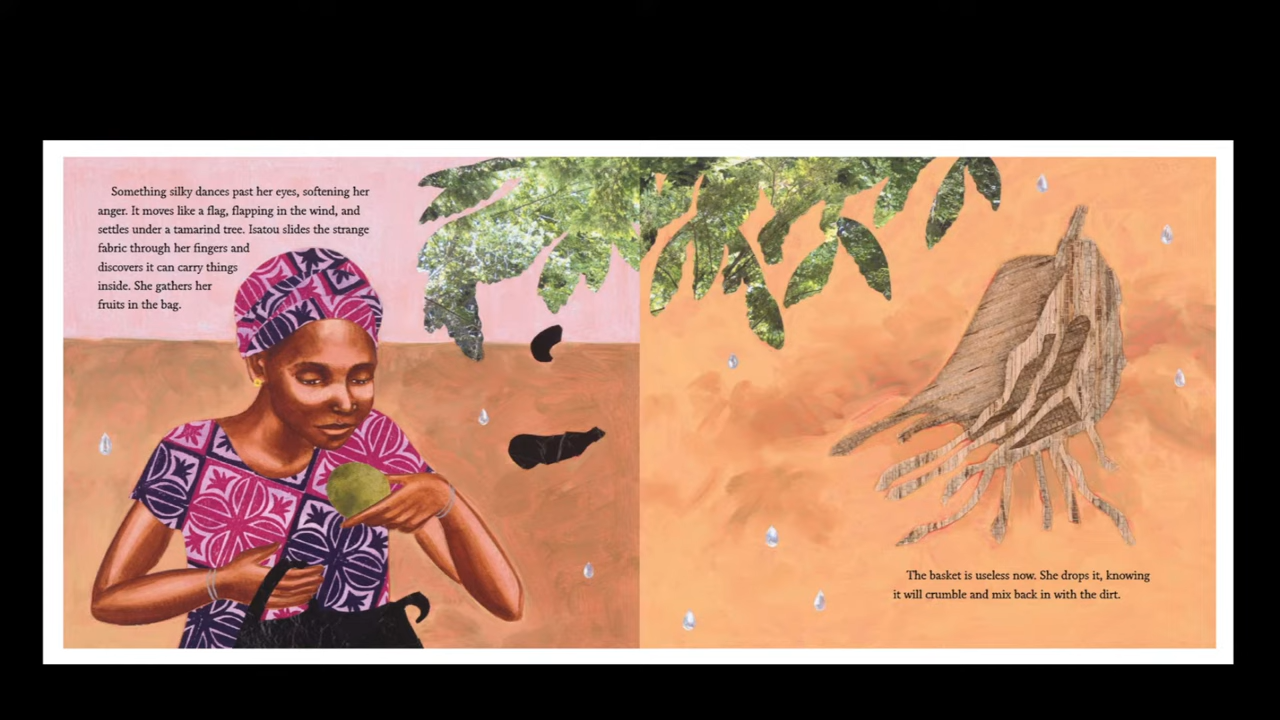 Something silky dances past her eyes, softening her
anger. It moves like a flag, flapping in the wind, and
settles under a tamarind tree. Isatou slides the strange
fabric through her fingers and
discovers it can carry things
inside. She gathers her
fruits in the bag.
The basket is useless now. She drops it, knowing
it will crumble and mix back in with the dirt.